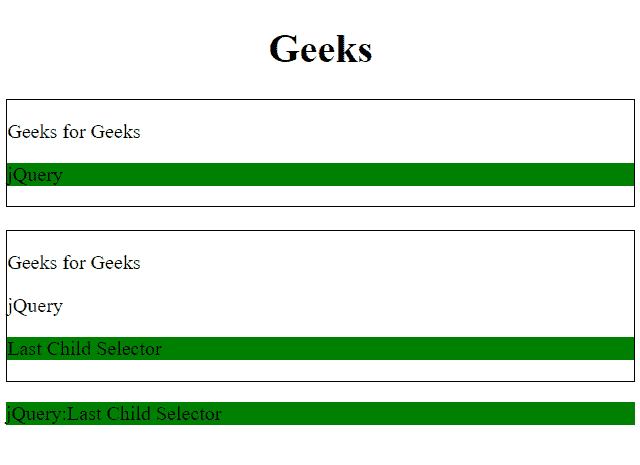 Geeks
Geeks for Geeks
jQuery
Geeks for Geeks
jQuery
Last Child Selector
jQuery:Last Child Selector